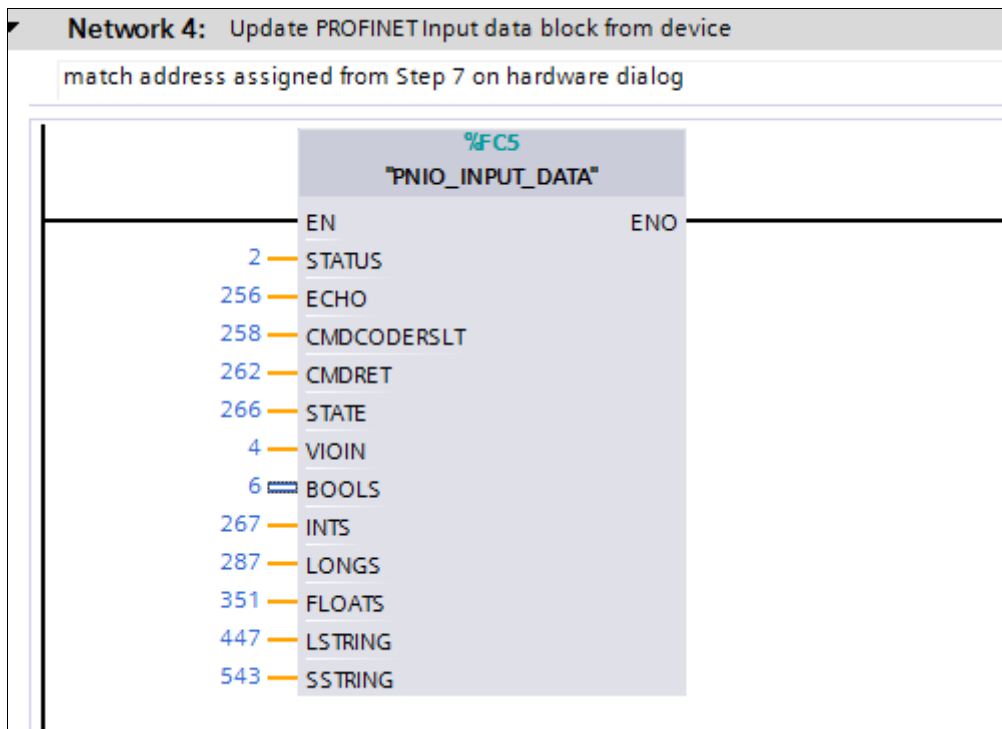 Network 4: Update PROFINET Input data block from device
match address assigned from Step 7 on hardware dialog
%FC5
"PNIO_INPUT_DATA"
EN ENO
2 STATUS
256 ECHO
258 CMDCODERSLT
262 CMDRET
266 STATE
4 VIOIN
6 BOOLS
267 INTS
287 LONGS
351 FLOATS
447 LSTRING
543 SSTRING